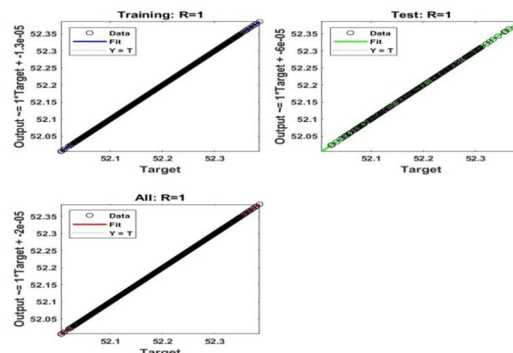 Training: R=1
Output ~= 1*Target + -1.3e-05
52.35
52.3
52.25
52.2
52.15
52.1
52.05
Data
Fit
Y = T
52.1
52.2
52.3
Target
Test: R=1
Output ~= 1*Target + -6e-05
52.35
52.3
52.25
52.2
52.15
52.1
52.05
Data
Fit
Y = T
52.1
52.2
52.3
Target
All: R=1
Output ~= 1*Target + -2e-05
52.35
52.3
52.25
52.2
52.15
52.1
52.05
Data
Fit
Y = T
52.1
52.2
52.3
Target